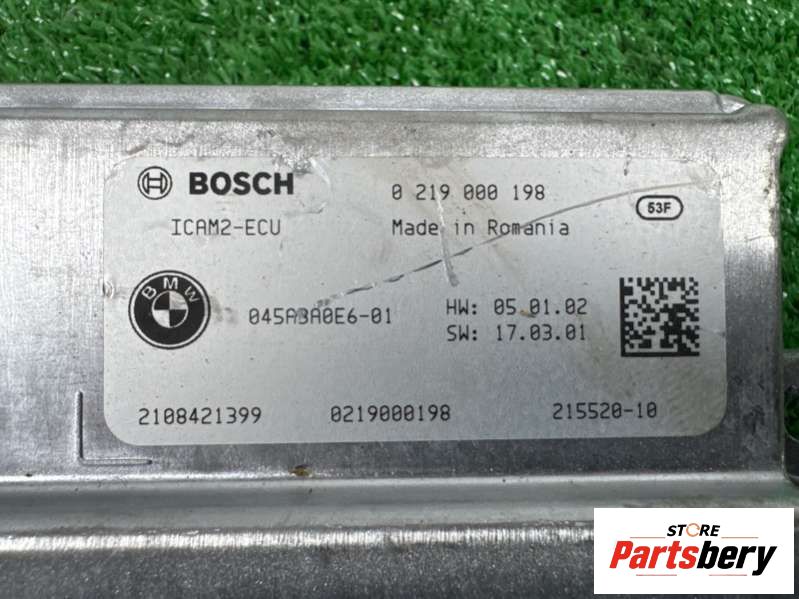 BOSCH 0 219 000 198
53F
ICAM2-ECU Made in Romania
BMW
045A3A0E6-01 HW: 05.01.02
SW: 17.03.01
2108421399 0219000198 215520-10
STORE
Partsbery